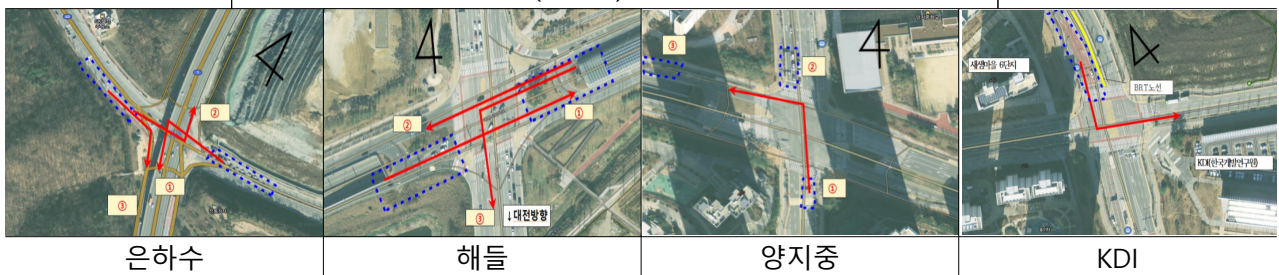 ②
①
③
①
②
③
↓대전방향
③
②
①
새샘마을 6단지
BRT노선
KDI(한국개발연구원)
은하수
해들
양지중
KDI